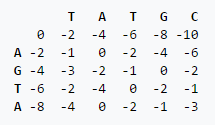 T A T G C
0 -2 -4 -6 -8 -10
A -2 -1 0 -2 -4 -6
G -4 -3 -2 -1 0 -2
T -6 -2 -4 0 -2 -1
A -8 -4 0 -2 -1 -3